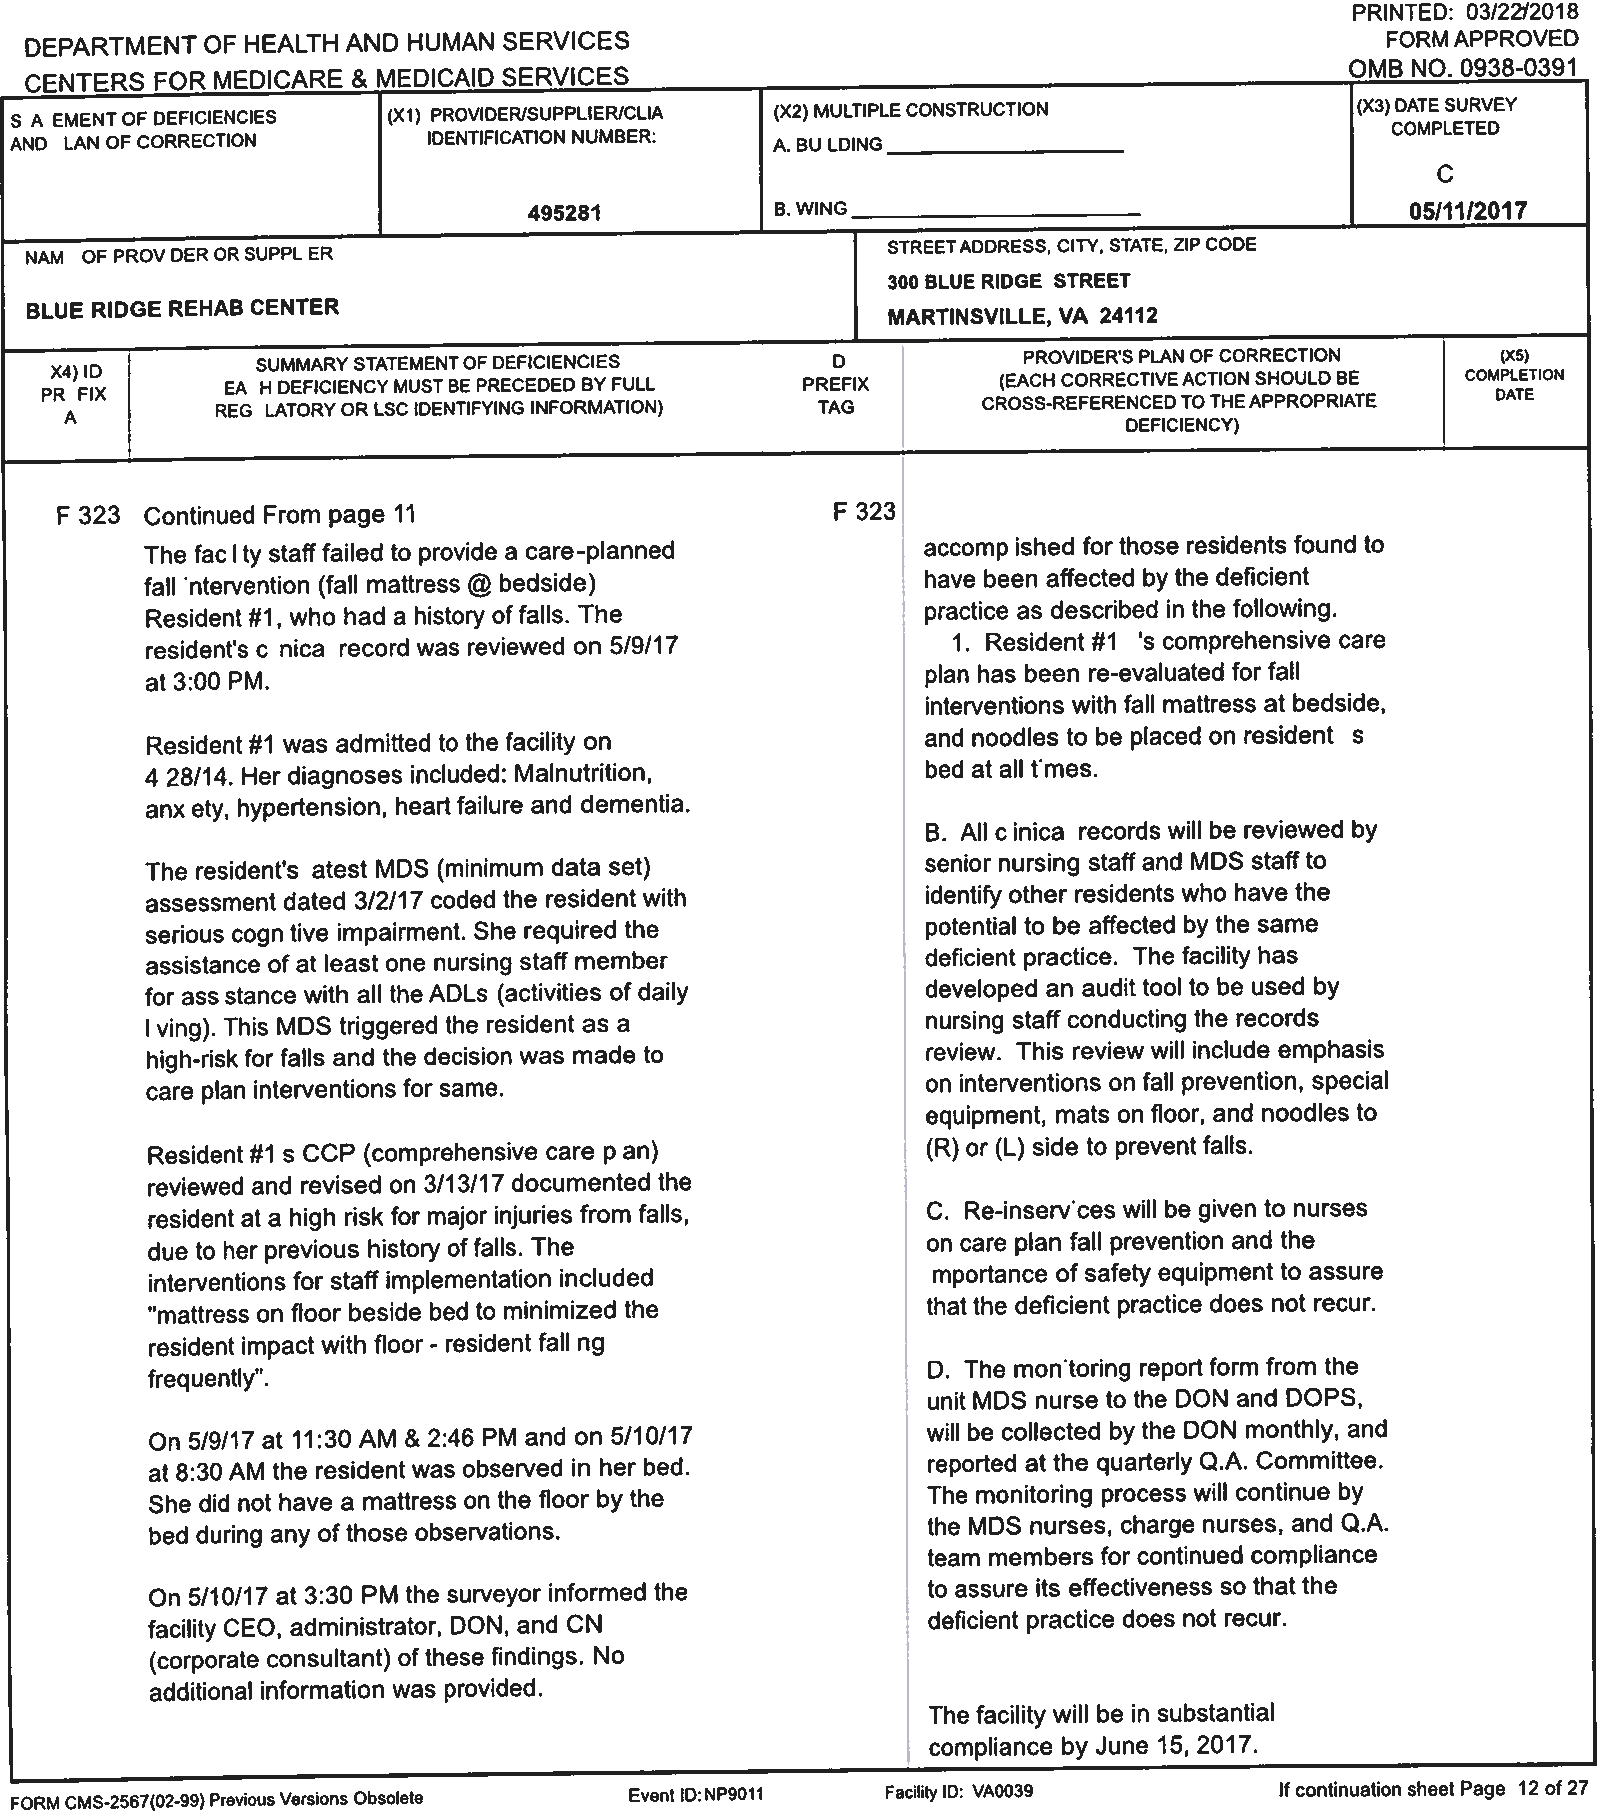 PRINTED: 03/22/2018
FORM APPROVED
OMB NO. 0938-0391
DEPARTMENT OF HEALTH AND HUMAN SERVICES
CENTERS FOR MEDICARE & MEDICAID SERVICES
S A EMENT OF DEFICIENCIES
AND LAN OF CORRECTION
(X1) PROVIDER/SUPPLIER/CLIA
IDENTIFICATION NUMBER:
495281
(X2) MULTIPLE CONSTRUCTION
A. BU LDING
B. WING
(X3) DATE SURVEY
COMPLETED
C
05/11/2017
NAM OF PROV DER OR SUPPL ER
BLUE RIDGE REHAB CENTER
STREET ADDRESS, CITY, STATE, ZIP CODE
300 BLUE RIDGE STREET
MARTINSVILLE, VA 24112
X4) ID
PR FIX
A
SUMMARY STATEMENT OF DEFICIENCIES
EA H DEFICIENCY MUST BE PRECEDED BY FULL
REG LATORY OR LSC IDENTIFYING INFORMATION)
D
PREFIX
TAG
PROVIDER'S PLAN OF CORRECTION
(EACH CORRECTIVE ACTION SHOULD BE
CROSS-REFERENCED TO THE APPROPRIATE
DEFICIENCY)
(X5)
COMPLETION
DATE
F 323
Continued From page 11
The fac l ty staff failed to provide a care-planned
fall 'ntervention (fall mattress @ bedside)
Resident #1, who had a history of falls. The
resident's c nica record was reviewed on 5/9/17
at 3:00 PM.
Resident #1 was admitted to the facility on
4 28/14. Her diagnoses included: Malnutrition,
anx ety, hypertension, heart failure and dementia.
The resident's atest MDS (minimum data set)
assessment dated 3/2/17 coded the resident with
serious cogn tive impairment. She required the
assistance of at least one nursing staff member
for ass stance with all the ADLs (activities of daily
l ving). This MDS triggered the resident as a
high-risk for falls and the decision was made to
care plan interventions for same.
Resident #1 s CCP (comprehensive care p an)
reviewed and revised on 3/13/17 documented the
resident at a high risk for major injuries from falls,
due to her previous history of falls. The
interventions for staff implementation included
"mattress on floor beside bed to minimized the
resident impact with floor - resident fall ng
frequently".
On 5/9/17 at 11:30 AM & 2:46 PM and on 5/10/17
at 8:30 AM the resident was observed in her bed.
She did not have a mattress on the floor by the
bed during any of those observations.
On 5/10/17 at 3:30 PM the surveyor informed the
facility CEO, administrator, DON, and CN
(corporate consultant) of these findings. No
additional information was provided.
F 323
accomp ished for those residents found to
have been affected by the deficient
practice as described in the following.
1. Resident #1 's comprehensive care
plan has been re-evaluated for fall
interventions with fall mattress at bedside,
and noodles to be placed on resident s
bed at all t'mes.
B. All c inica records will be reviewed by
senior nursing staff and MDS staff to
identify other residents who have the
potential to be affected by the same
deficient practice. The facility has
developed an audit tool to be used by
nursing staff conducting the records
review. This review will include emphasis
on interventions on fall prevention, special
equipment, mats on floor, and noodles to
(R) or (L) side to prevent falls.
C. Re-inserv'ces will be given to nurses
on care plan fall prevention and the
mportance of safety equipment to assure
that the deficient practice does not recur.
D. The mon'toring report form from the
unit MDS nurse to the DON and DOPS,
will be collected by the DON monthly, and
reported at the quarterly Q.A. Committee.
The monitoring process will continue by
the MDS nurses, charge nurses, and Q.A.
team members for continued compliance
to assure its effectiveness so that the
deficient practice does not recur.
The facility will be in substantial
compliance by June 15, 2017.
FORM CMS-2567(02-99) Previous Versions Obsolete
Event ID: NP9011
Facility ID: VA0039
If continuation sheet Page 12 of 27